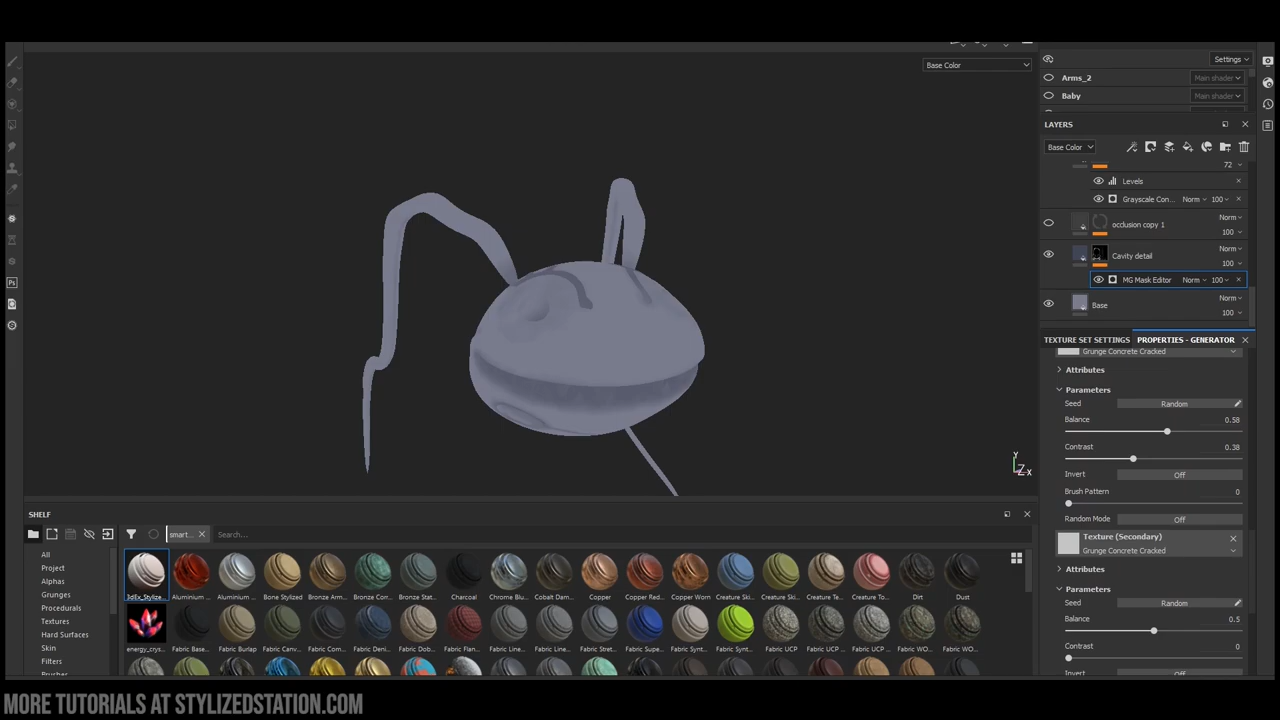 Base Color
Settings
Arms_2 Main shader
Baby Main shader
LAYERS
Base Color
72
Levels
Grayscale Con... Norm 100
Norm
occlusion copy 1
100
Norm
Cavity detail
100
MG Mask Editor Norm 100
Norm
Base
100
TEXTURE SET SETTINGS PROPERTIES - GENERATOR
Grunge Concrete Cracked
Attributes
Parameters
Seed Random
Balance 0.58
Contrast 0.38
Invert Off
Brush Pattern 0
Random Mode Off
Texture (Secondary)
Grunge Concrete Cracked
Attributes
Parameters
Seed Random
Balance 0.5
Contrast 0
Invert Off
Y
Z X
Ps
SHELF
smart... Search...
All
Project
Alphas
Grunges
Procedurals
Textures
Hard Surfaces
Skin
Filters
Brushes
3dEx_Stylize... Aluminium ... Aluminium ... Bone Stylized Bronze Arm... Bronze Cor... Bronze Stat... Charcoal Chrome Blu... Cobalt Dam... Copper Copper Red... Copper Worn Creature Ski... Creature Ski... Creature Te... Creature To... Dirt Dust
energy_crys... Fabric Base... Fabric Burlap Fabric Canv... Fabric Com... Fabric Deni... Fabric Dob... Fabric Flan... Fabric Line... Fabric Line... Fabric Stret... Fabric Supe... Fabric Synt... Fabric Synt... Fabric UCP Fabric UCP ... Fabric UCP ... Fabric WO... Fabric WO...
MORE TUTORIALS AT STYLIZEDSTATION.COM